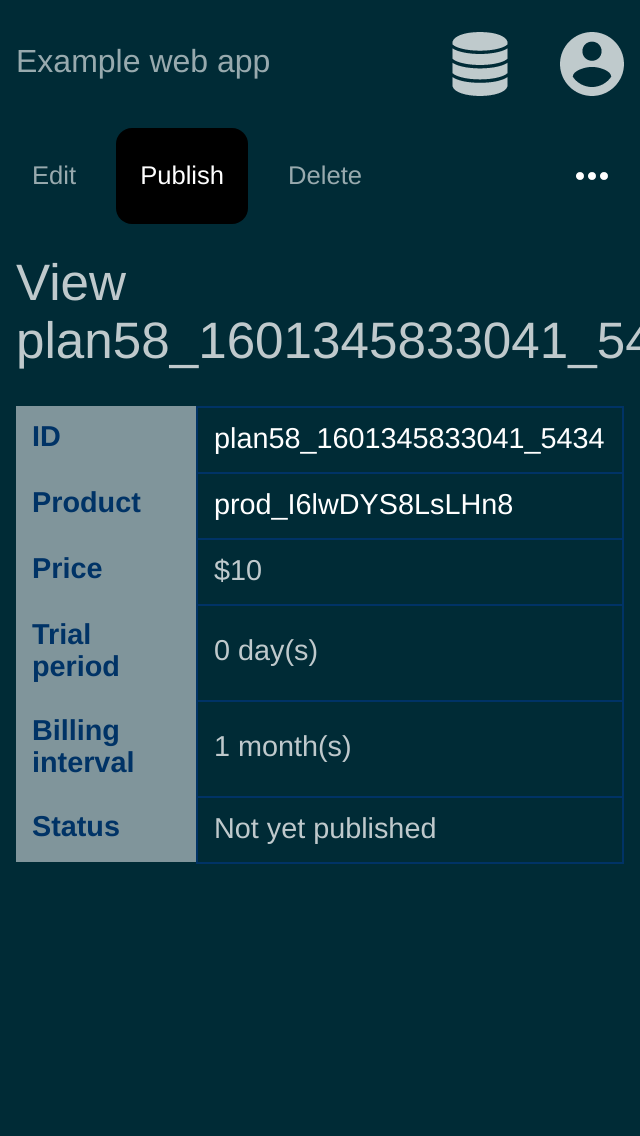 Example web app
Edit Publish Delete
View
plan58_1601345833041_54
ID plan58_1601345833041_5434
Product prod_I6lwDYS8LsLHn8
Price $10
Trial
period 0 day(s)
Billing
interval 1 month(s)
Status Not yet published